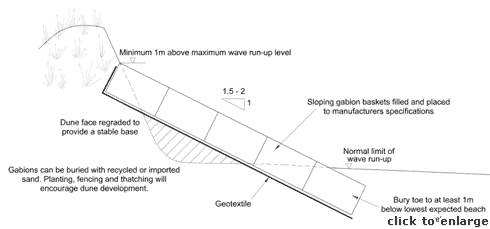 Minimum 1m above maximum wave run-up level
1.5 - 2
1
Sloping gabion baskets filled and placed
to manufacturers specifications
Dune face regraded to
provide a stable base
Normal limit of
wave run-up
Gabions can be buried with recycled or imported
sand. Planting, fencing and thatching will
encourage dune development.
Geotextile
Bury toe to at least 1m
below lowest expected beach
click to enlarge